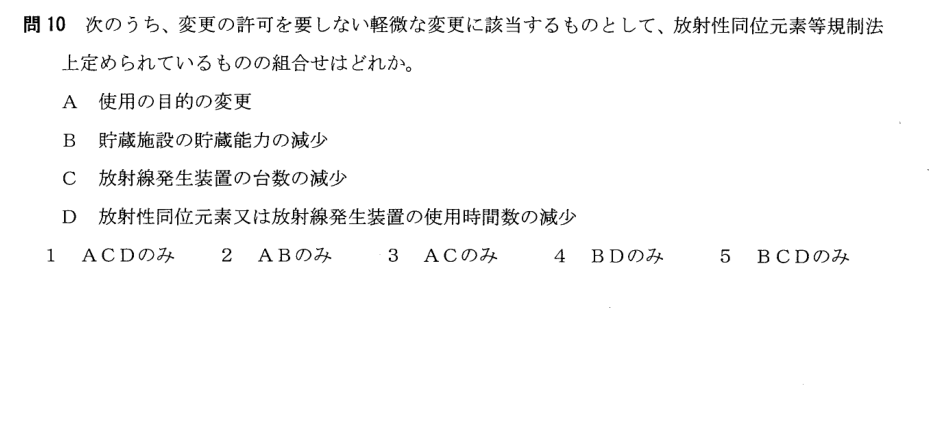 問10 次のうち、変更の許可を要しない軽微な変更に該当するものとして、放射性同位元素等規制法
上定められているものの組合せはどれか。
A 使用の目的の変更
B 貯蔵施設の貯蔵能力の減少
C 放射線発生装置の台数の減少
D 放射性同位元素又は放射線発生装置の使用時間数の減少
1 ACDのみ 2 ABのみ 3 ACのみ 4 BDのみ 5 BCDのみ